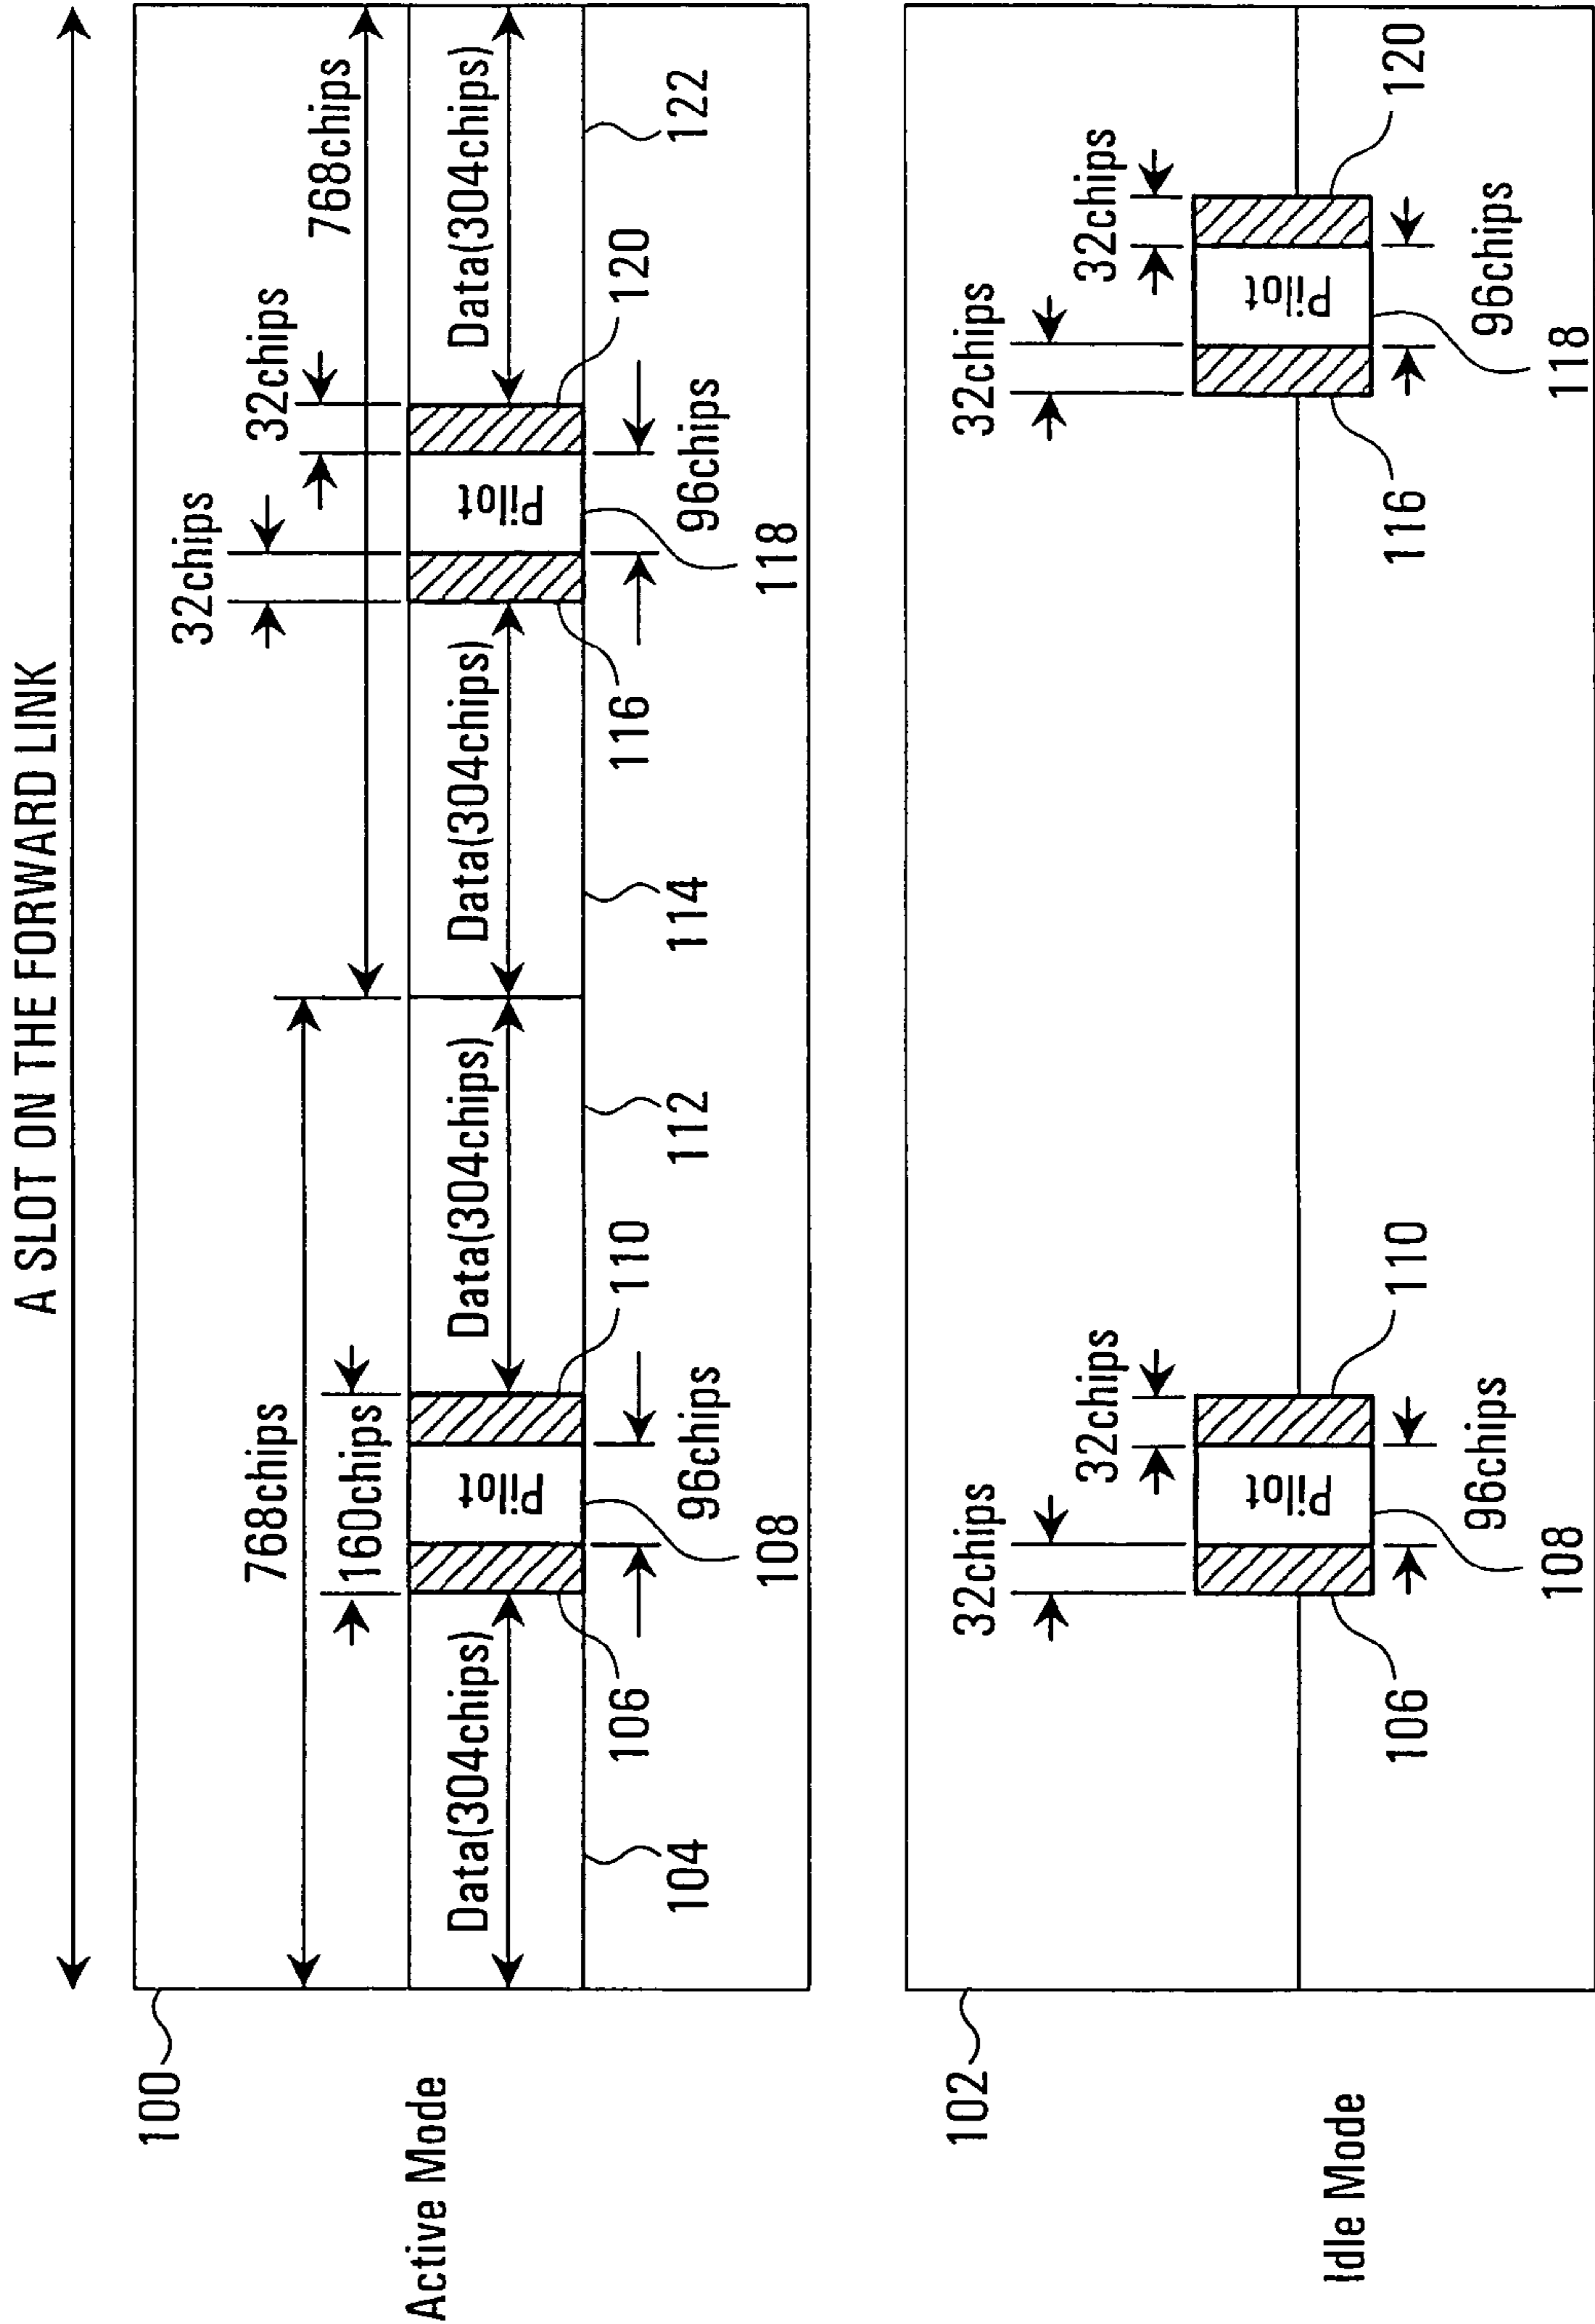 A SLOT ON THE FORWARD LINK
100
Active Mode
768chips
768chips
160chips
32chips
32chips
Data(304chips)
Pilot
Data(304chips)
Data(304chips)
Pilot
Data(304chips)
104
106
96chips
108
110
112
114
116
96chips
118
120
122
102
Idle Mode
32chips
32chips
32chips
32chips
Pilot
Pilot
106
96chips
108
110
116
96chips
118
120